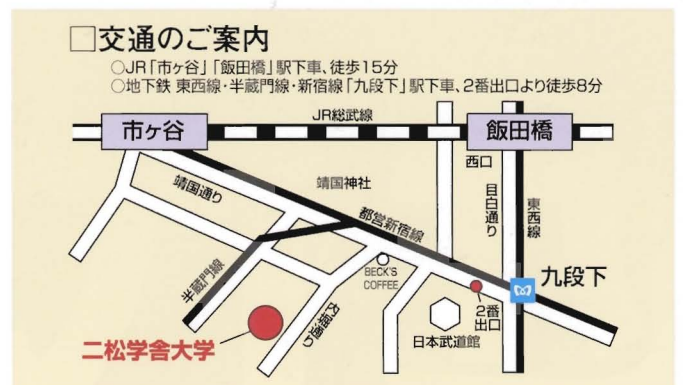 □交通のご案内
○JR「市ヶ谷」「飯田橋」駅下車、徒歩15分
○地下鉄 東西線・半蔵門線・新宿線「九段下」駅下車、2番出口より徒歩8分
JR総武線
市ヶ谷
飯田橋
西口
靖国通り
靖国神社
目白通り
東西線
都営新宿線
半蔵門線
BECK'S
COFFEE
九段下
2番
出口
内堀通り
日本武道館
二松学舎大学